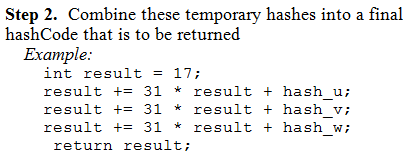 Step 2. Combine these temporary hashes into a final
hashCode that is to be returned
Example:
int result = 17;
result += 31 * result + hash_u;
result += 31 * result + hash_v;
result += 31 * result + hash_w;
return result;